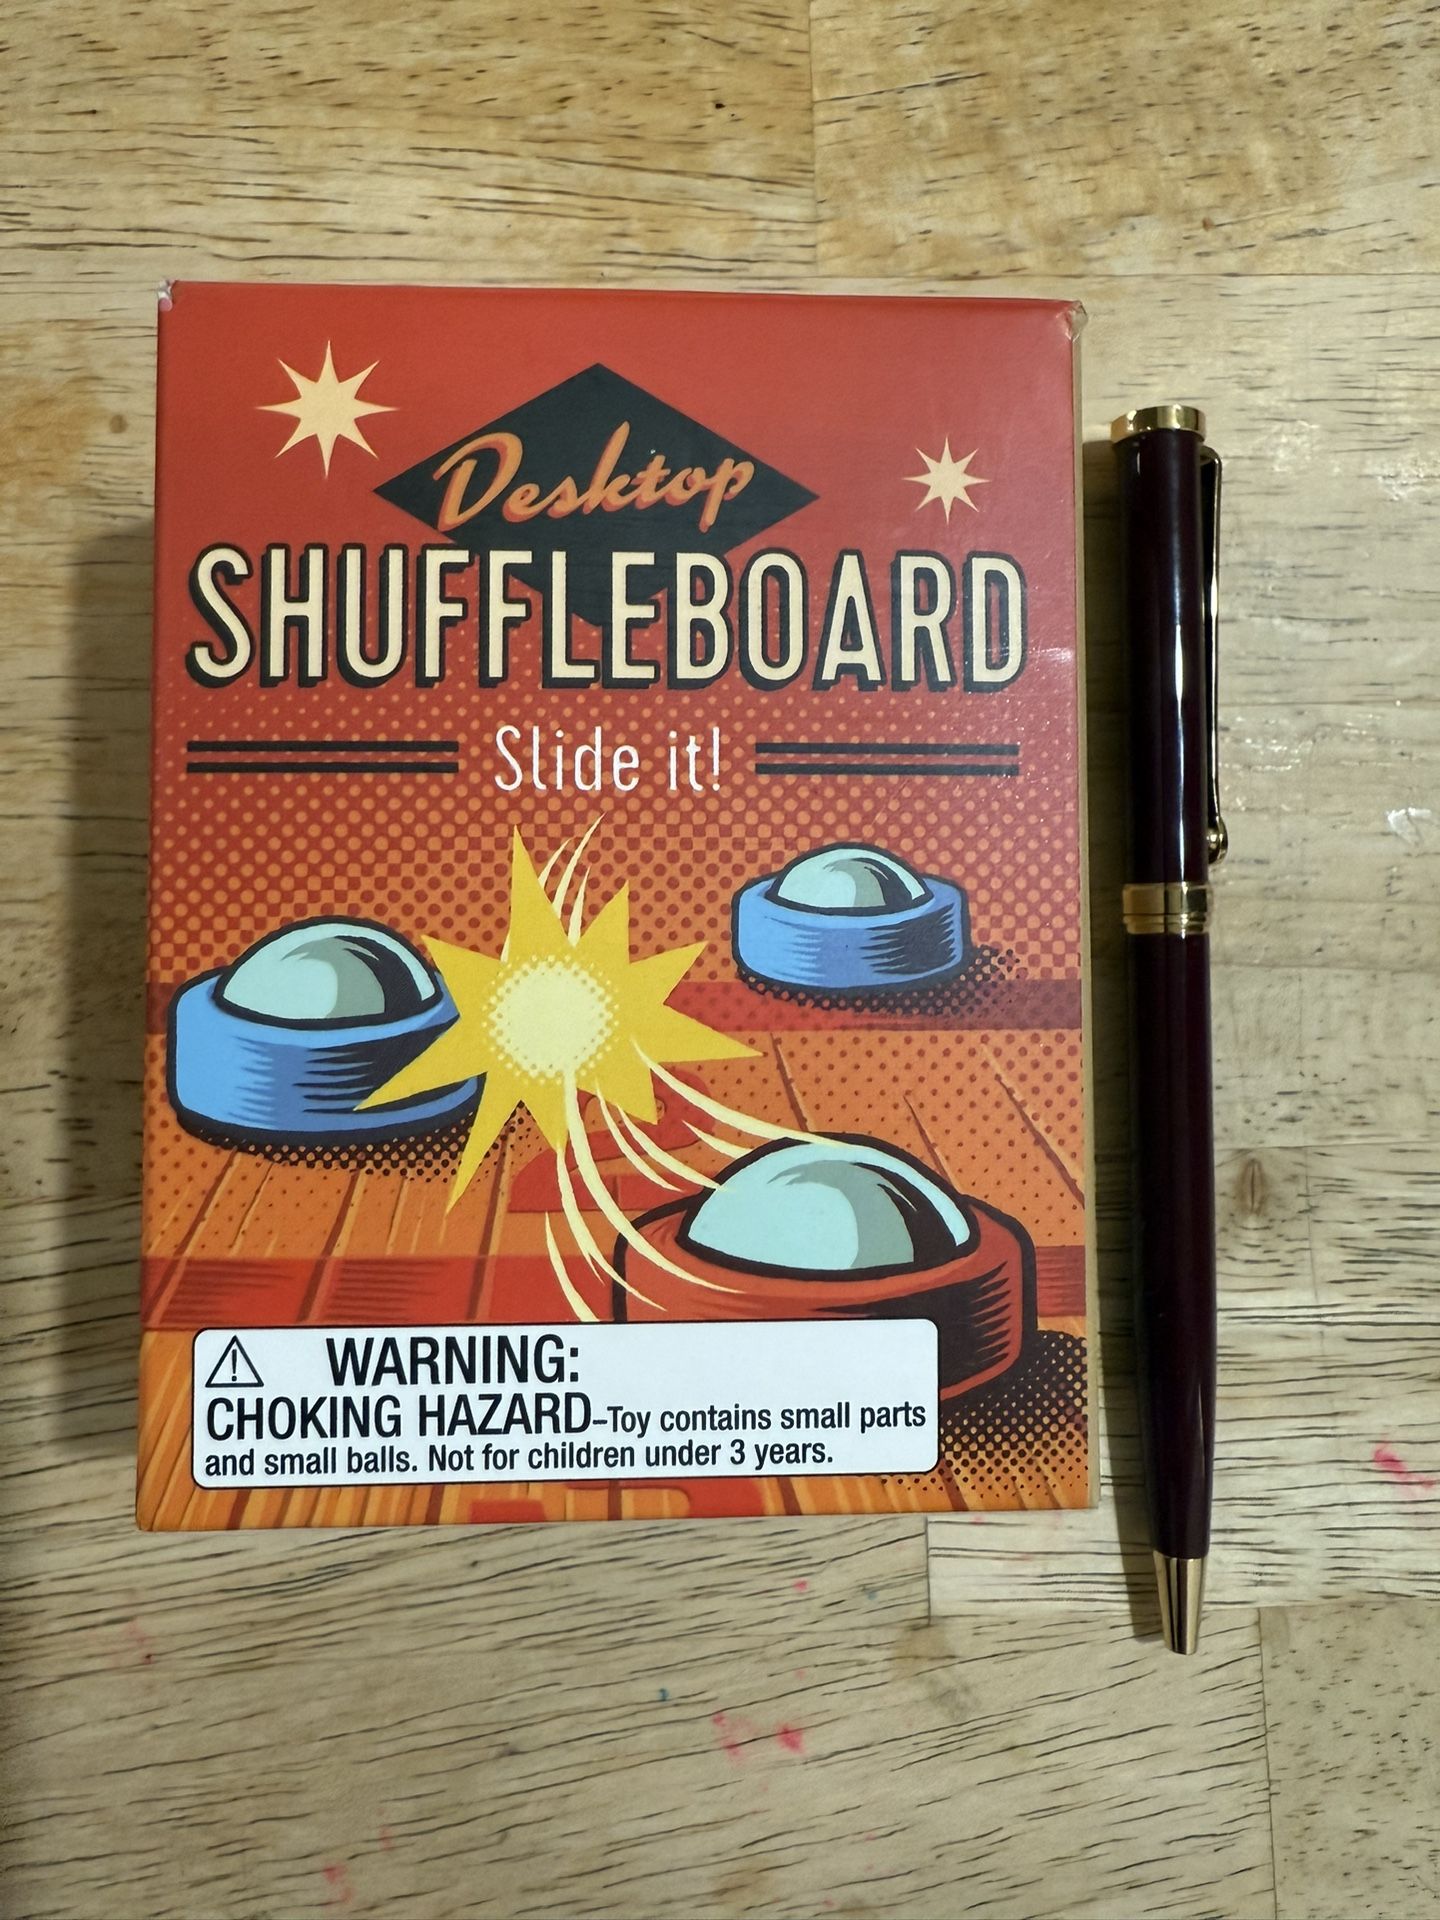 Desktop
SHUFFLEBOARD
Slide it!
WARNING:
CHOKING HAZARD–Toy contains small parts
and small balls. Not for children under 3 years.